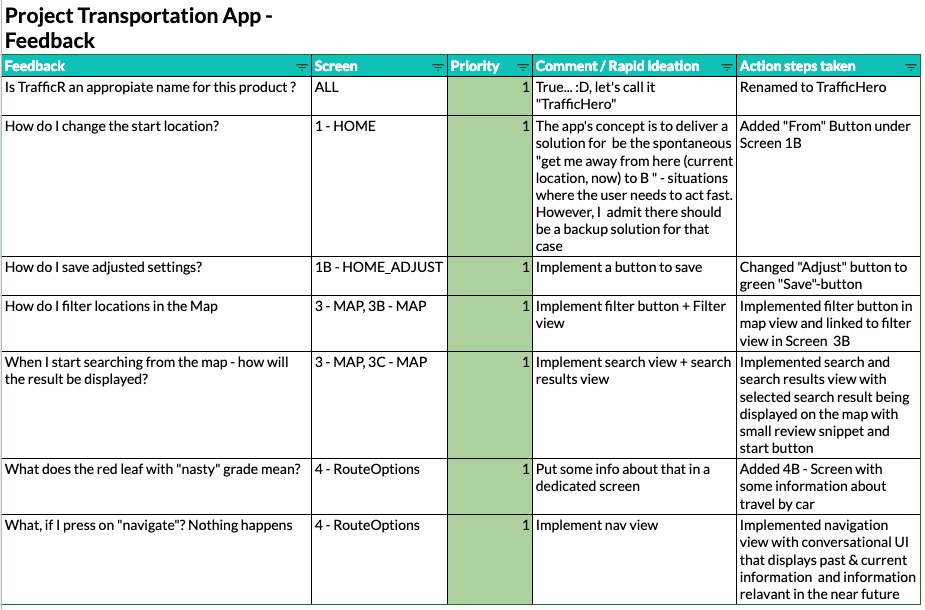 Project Transportation App -
Feedback
Feedback
Screen
Priority
Comment / Rapid ideation
Action steps taken
Is TrafficR an appropiate name for this product ?
ALL
1
True... :D, let's call it
"TrafficHero"
Renamed to TrafficHero
How do I change the start location?
1 - HOME
1
The app's concept is to deliver a
solution for be the spontaneous
"get me away from here (current
location, now) to B " - situations
where the user needs to act fast.
However, I admit there should
be a backup solution for that
case
Added "From" Button under
Screen 1B
How do I save adjusted settings?
1B - HOME_ADJUST
1
Implement a button to save
Changed "Adjust" button to
green "Save"-button
How do I filter locations in the Map
3 - MAP, 3B - MAP
1
Implement filter button + Filter
view
Implemented filter button in
map view and linked to filter
view in Screen 3B
When I start searching from the map - how will
the result be displayed?
3 - MAP, 3C - MAP
1
Implement search view + search
results view
Implemented search and
search results view with
selected search result being
displayed on the map with
small review snippet and
start button
What does the red leaf with "nasty" grade mean?
4 - RouteOptions
1
Put some info about that in a
dedicated screen
Added 4B - Screen with
some information about
travel by car
What, if I press on "navigate"? Nothing happens
4 - RouteOptions
1
Implement nav view
Implemented navigation
view with conversational UI
that displays past & current
information and information
relavant in the near future